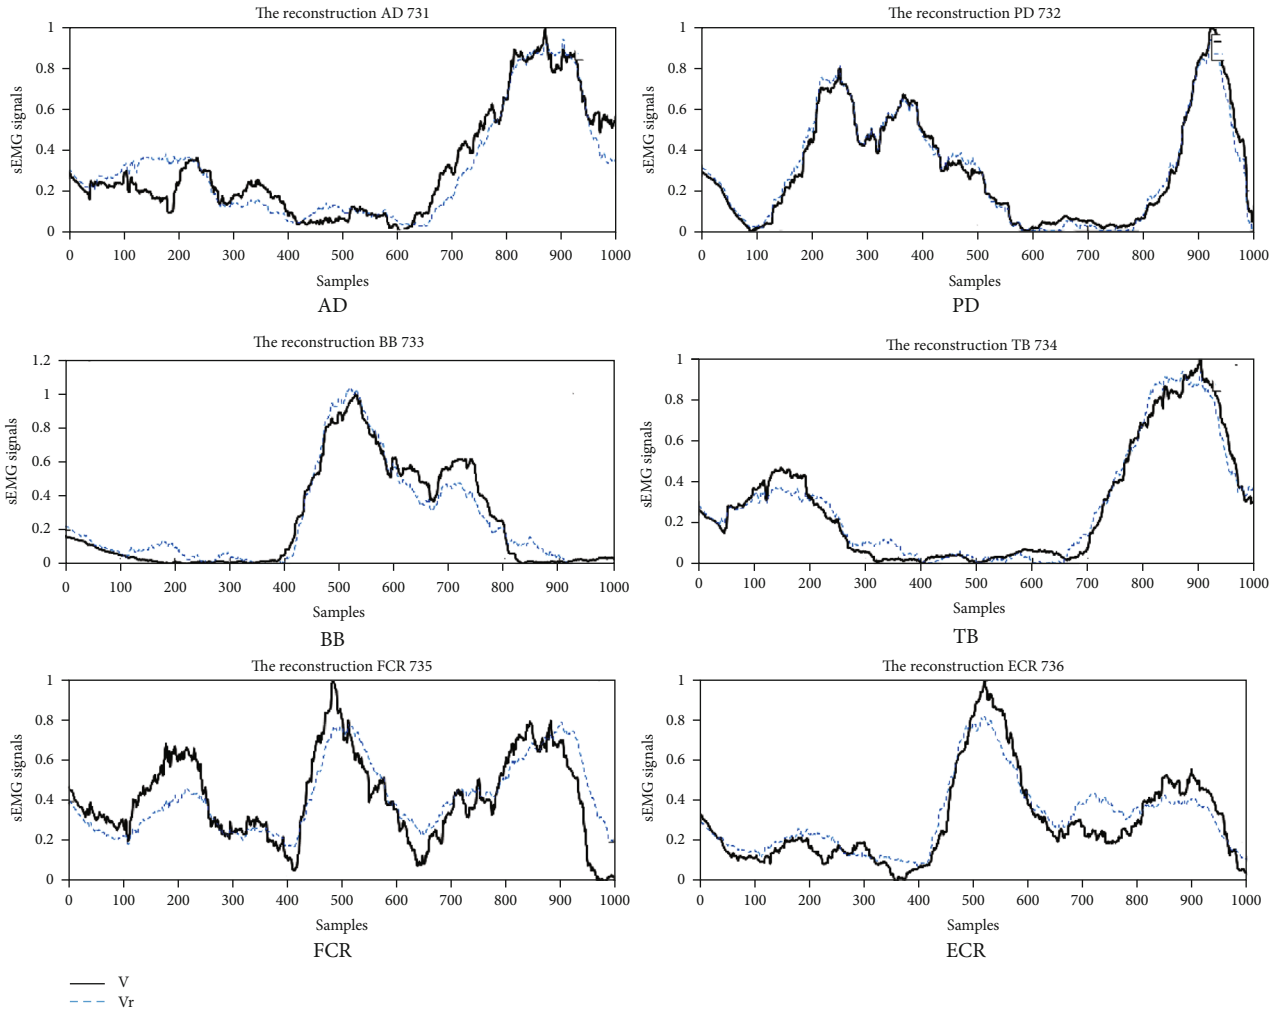 The reconstruction AD 731
sEMG signals
1
0.8
0.6
0.4
0.2
0
0 100 200 300 400 500 600 700 800 900 1000
Samples
AD
The reconstruction PD 732
sEMG signals
1
0.8
0.6
0.4
0.2
0
0 100 200 300 400 500 600 700 800 900 1000
Samples
PD
The reconstruction BB 733
sEMG signals
1.2
1
0.8
0.6
0.4
0.2
0
0 100 200 300 400 500 600 700 800 900 1000
Samples
BB
The reconstruction TB 734
sEMG signals
1
0.8
0.6
0.4
0.2
0
0 100 200 300 400 500 600 700 800 900 1000
Samples
TB
The reconstruction FCR 735
sEMG signals
1
0.8
0.6
0.4
0.2
0
0 100 200 300 400 500 600 700 800 900 1000
Samples
FCR
The reconstruction ECR 736
sEMG signals
1
0.8
0.6
0.4
0.2
0
0 100 200 300 400 500 600 700 800 900 1000
Samples
ECR
V
Vr